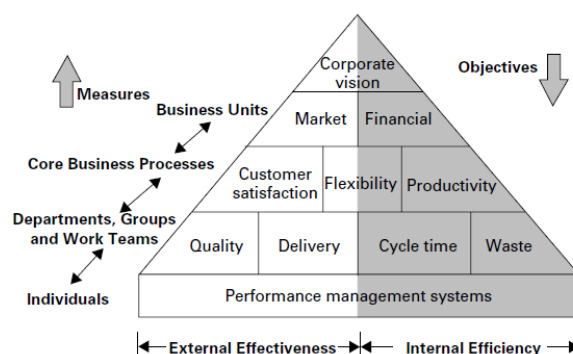 Corporate
vision
Measures
Objectives
Business Units
Market
Financial
Core Business Processes
Customer
satisfaction
Flexibility
Productivity
Departments, Groups
and Work Teams
Quality
Delivery
Cycle time
Waste
Individuals
Performance management systems
External Effectiveness
Internal Efficiency